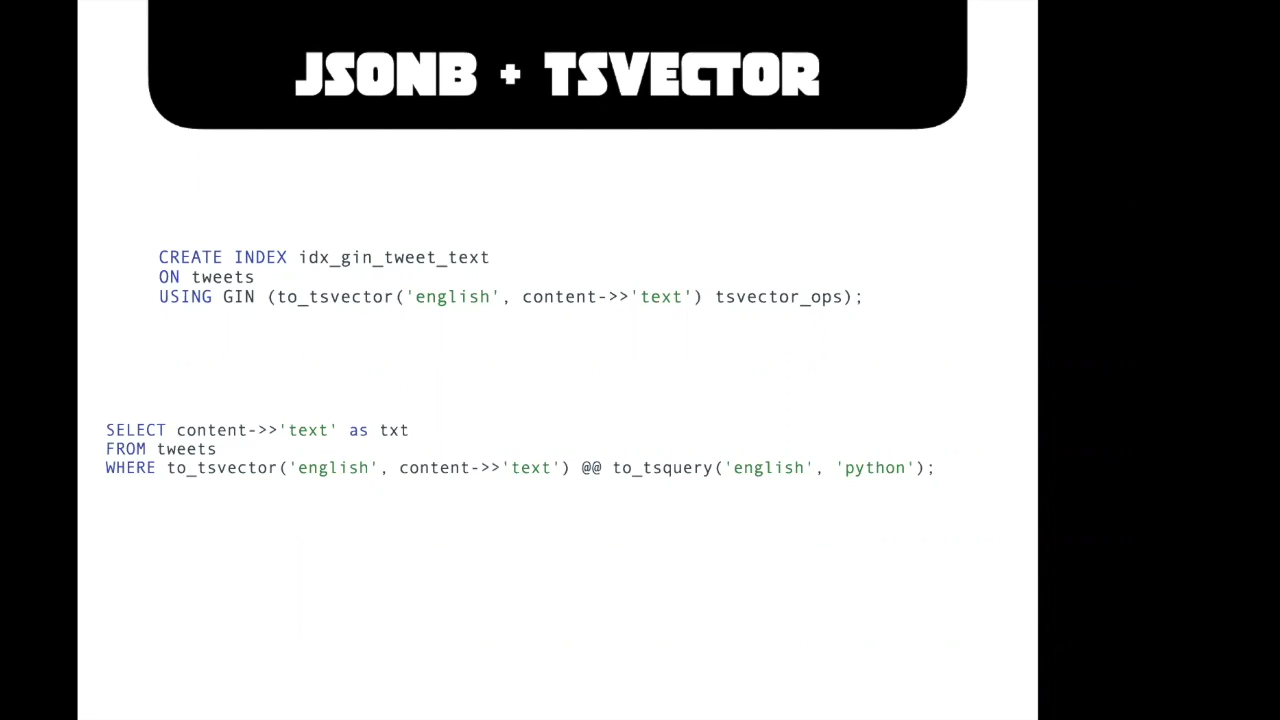 JSONB + TSVECTOR
CREATE INDEX idx_gin_tweet_text
ON tweets
USING GIN (to_tsvector('english', content->>'text') tsvector_ops);
SELECT content->>'text' as txt
FROM tweets
WHERE to_tsvector('english', content->>'text') @@ to_tsquery('english', 'python');